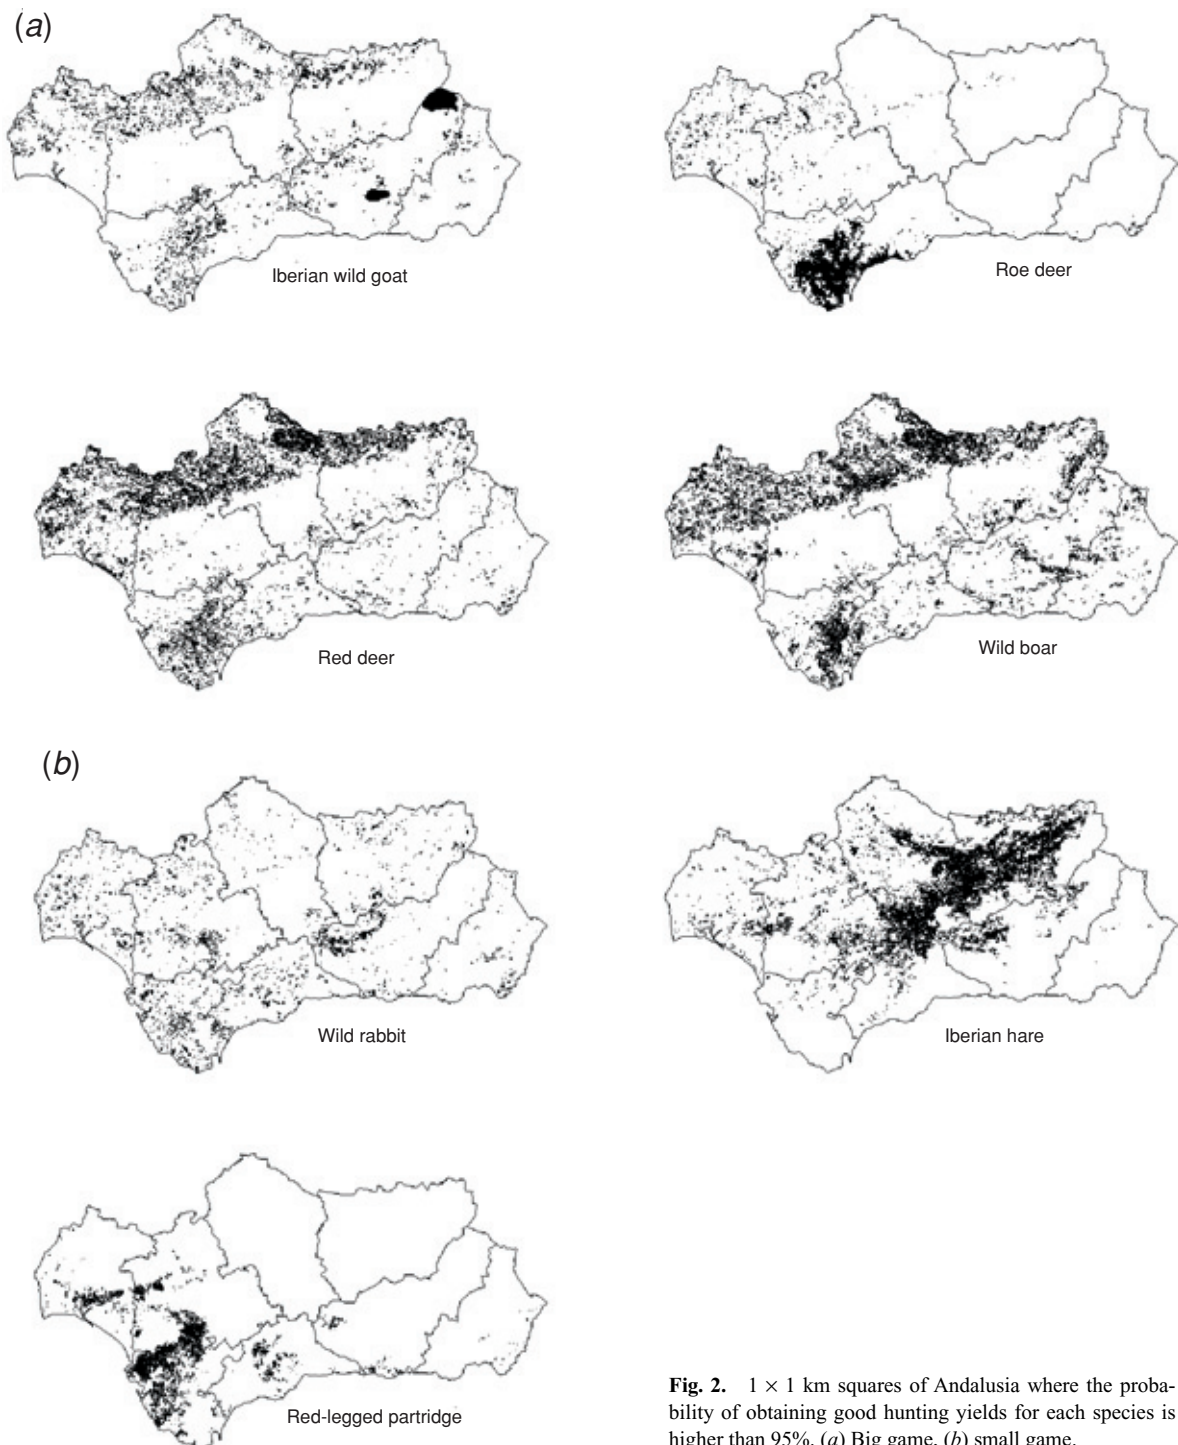 (a)
Iberian wild goat
Roe deer
Red deer
Wild boar
(b)
Wild rabbit
Iberian hare
Red-legged partridge
Fig. 2. 1 × 1 km squares of Andalusia where the proba-
bility of obtaining good hunting yields for each species is
higher than 95%. (a) Big game, (b) small game.